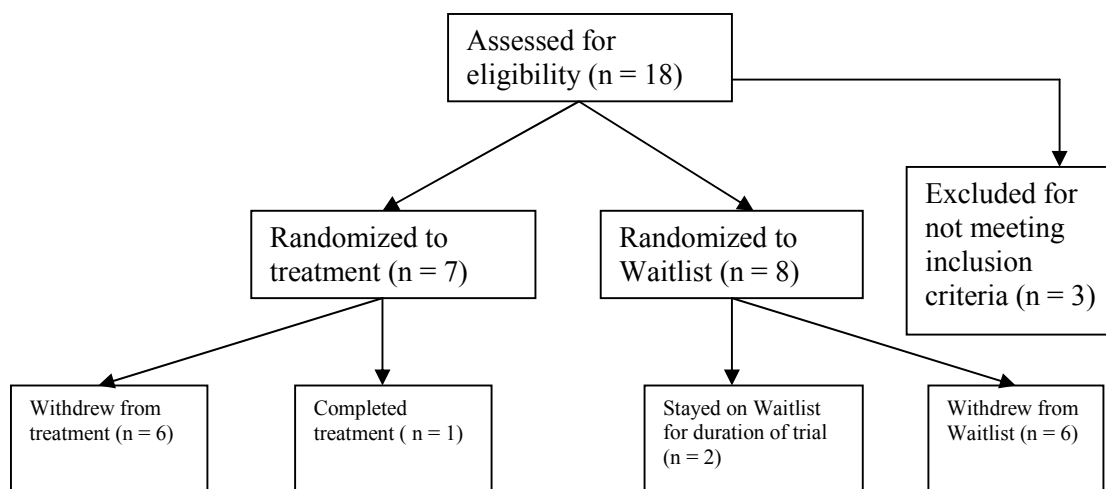 Assessed for
eligibility (n = 18)
Excluded for
not meeting
inclusion
criteria (n = 3)
Randomized to
treatment (n = 7)
Randomized to
Waitlist (n = 8)
Withdrew from
treatment (n = 6)
Completed
treatment ( n = 1)
Stayed on Waitlist
for duration of trial
(n = 2)
Withdrew from
Waitlist (n = 6)